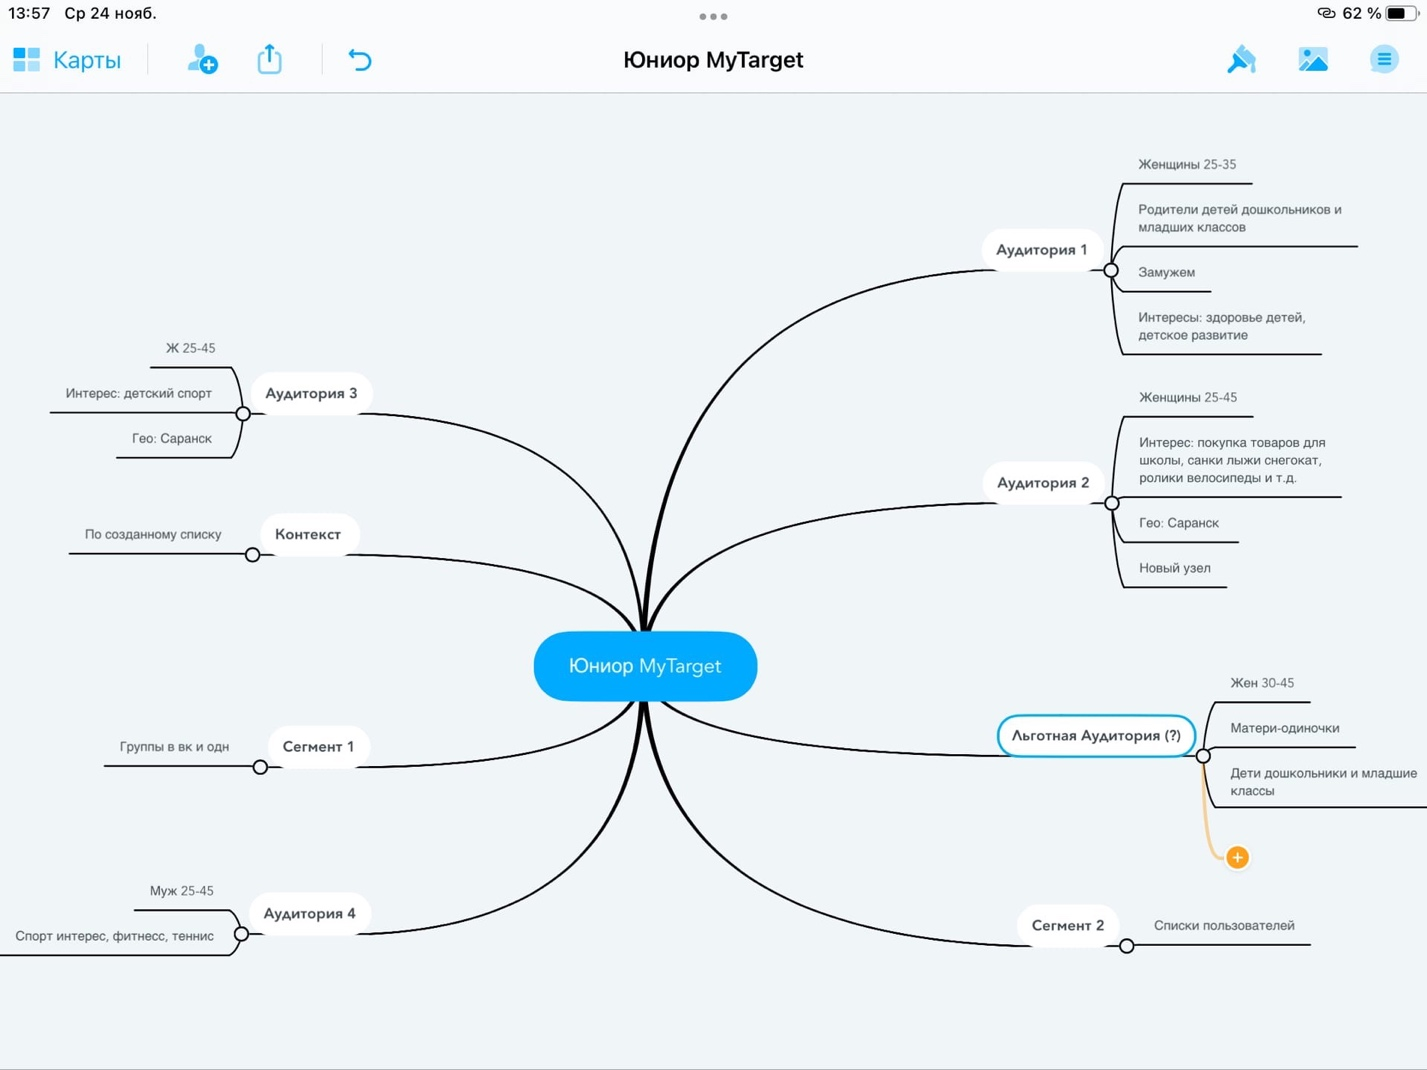 13:57 Ср 24 нояб.
62 %
Карты
Юниор MyTarget
Женщины 25-35
Родители детей дошкольников и
младших классов
Аудитория 1
Замужем
Интересы: здоровье детей,
детское развитие
Ж 25-45
Интерес: детский спорт
Аудитория 3
Гео: Саранск
Женщины 25-45
Интерес: покупка товаров для
школы, санки лыжи снегокат,
ролики велосипеды и т.д.
Аудитория 2
Гео: Саранск
Новый узел
По созданному списку
Контекст
Юниор MyTarget
Жен 30-45
Льготная Аудитория (?)
Матери-одиночки
Дети дошкольники и младшие
классы
Группы в вк и одн
Сегмент 1
Муж 25-45
Аудитория 4
Спорт интерес, фитнесс, теннис
Сегмент 2
Списки пользователей